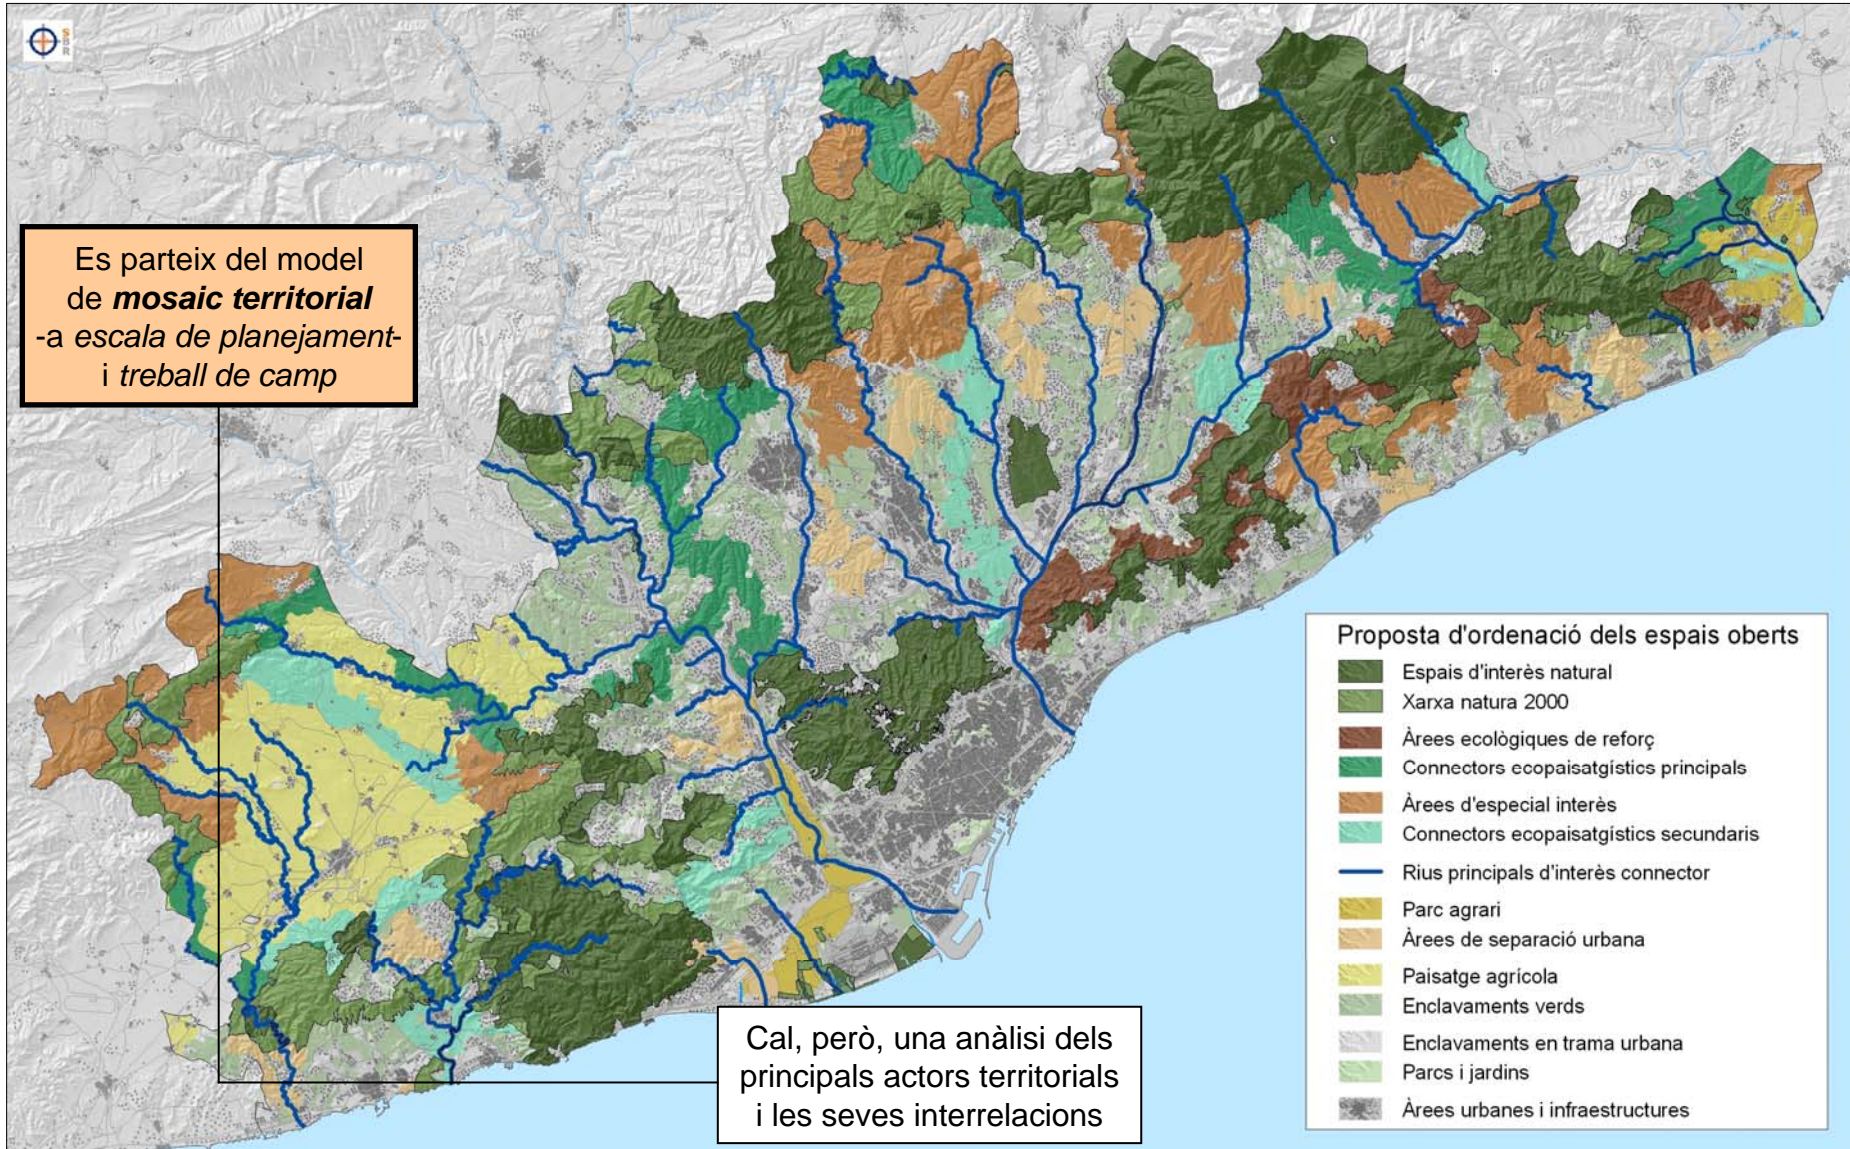 Es parteix del model
de mosaic territorial
-a escala de planejament-
i treball de camp
Cal, però, una anàlisi dels
principals actors territorials
i les seves interrelacions
Proposta d'ordenació dels espais oberts
Espais d'interès natural
Xarxa natura 2000
Àrees ecològiques de reforç
Connectors ecopaisatgístics principals
Àrees d'especial interès
Connectors ecopaisatgístics secundaris
Rius principals d'interès connector
Parc agrari
Àrees de separació urbana
Paisatge agrícola
Enclavaments verds
Enclavaments en trama urbana
Parcs i jardins
Àrees urbanes i infraestructures